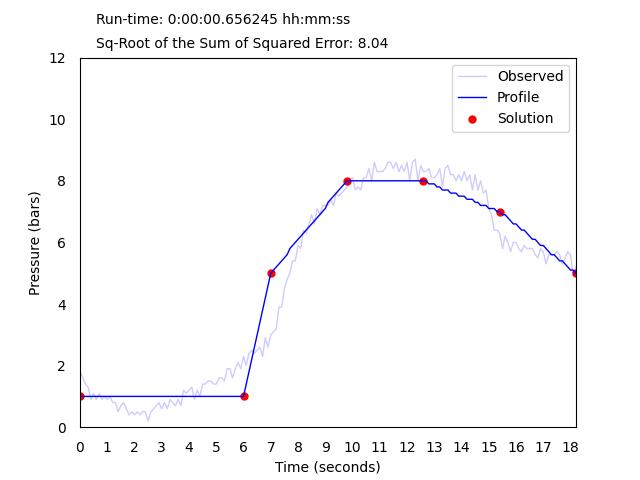 Run-time: 0:00:00.656245 hh:mm:ss
Sq-Root of the Sum of Squared Error: 8.04
12
10
8
6
4
2
0
Pressure (bars)
Observed
Profile
Solution
0 1 2 3 4 5 6 7 8 9 10 11 12 13 14 15 16 17 18
Time (seconds)